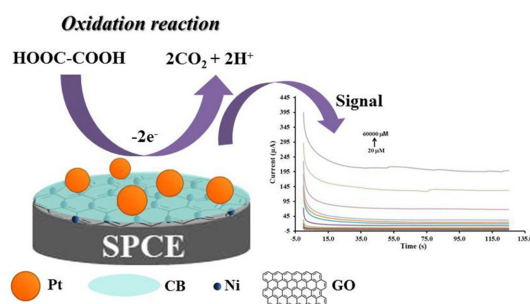 Oxidation reaction
HOOC-COOH 2CO₂ + 2H⁺
-2e⁻
Signal
SPCE
Pt CB Ni GO
Current (µA)
445
395
345
295
245
195
145
95
45
-5
60000 µM
20 µM
-5.0 15.0 35.0 55.0 75.0 95.0 115.0 135.0
Time (s)